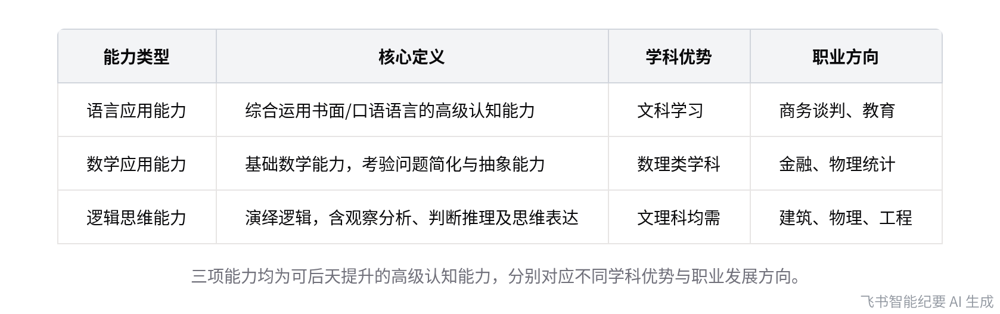 能力类型 核心定义 学科优势 职业方向
语言应用能力 综合运用书面/口语语言的高级认知能力 文科学习 商务谈判、教育
数学应用能力 基础数学能力，考验问题简化与抽象能力 数理类学科 金融、物理统计
逻辑思维能力 演绎逻辑，含观察分析、判断推理及思维表达 文理科均需 建筑、物理、工程
三项能力均为可后天提升的高级认知能力，分别对应不同学科优势与职业发展方向。
飞书智能纪要 AI 生成